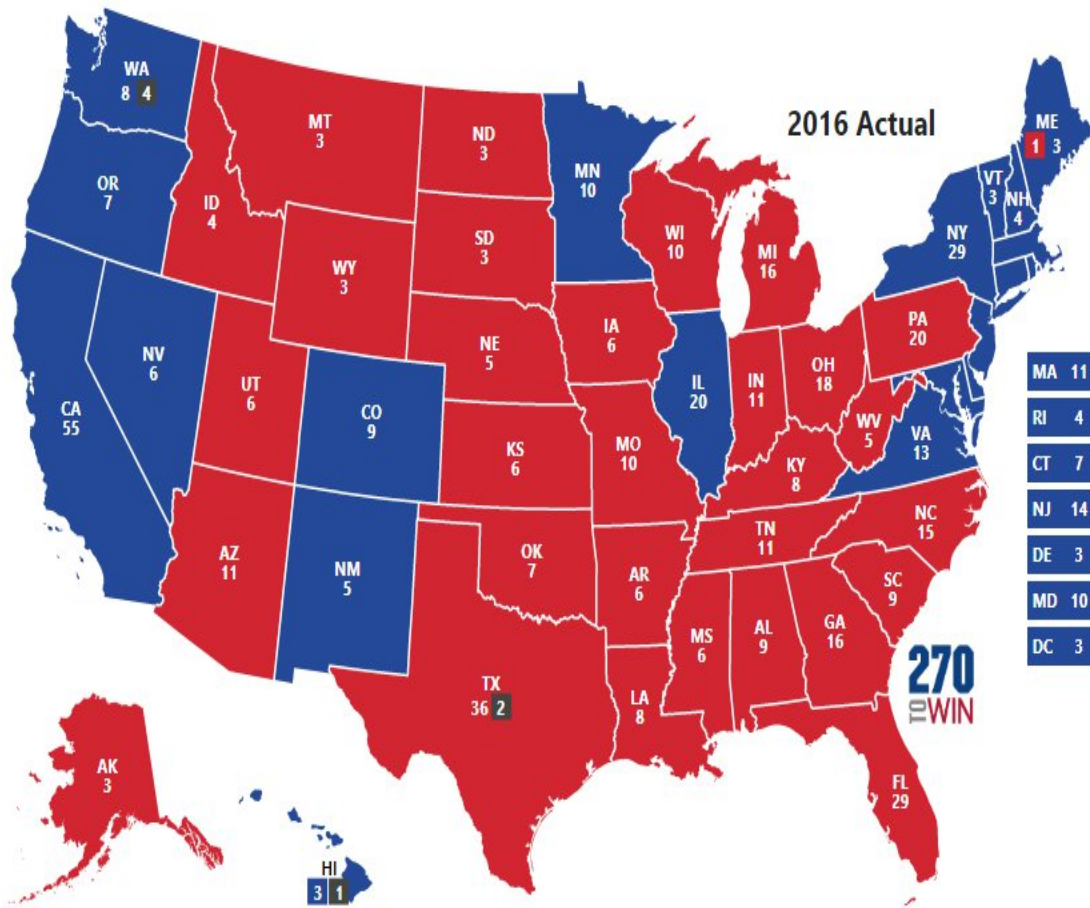 2016 Actual
WA
8 4
OR
7
CA
55
NV
6
ID
4
MT
3
WY
3
UT
6
AZ
11
CO
9
NM
5
ND
3
SD
3
NE
5
KS
6
OK
7
TX
36 2
MN
10
IA
6
MO
10
AR
6
LA
8
WI
10
IL
20
MI
16
IN
11
OH
18
KY
8
TN
11
MS
6
AL
9
GA
16
FL
29
SC
9
NC
15
VA
13
WV
5
PA
20
NY
29
VT
3
NH
4
ME
1 3
MA 11
RI 4
CT 7
NJ 14
DE 3
MD 10
DC 3
AK
3
HI
3 1
270
TO WIN